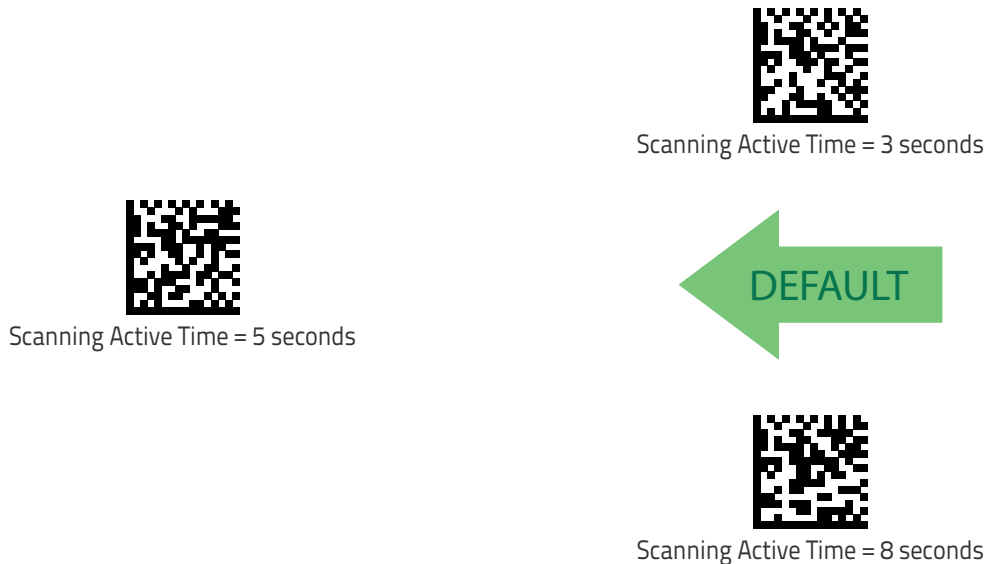 Scanning Active Time = 3 seconds
Scanning Active Time = 5 seconds
DEFAULT
Scanning Active Time = 8 seconds